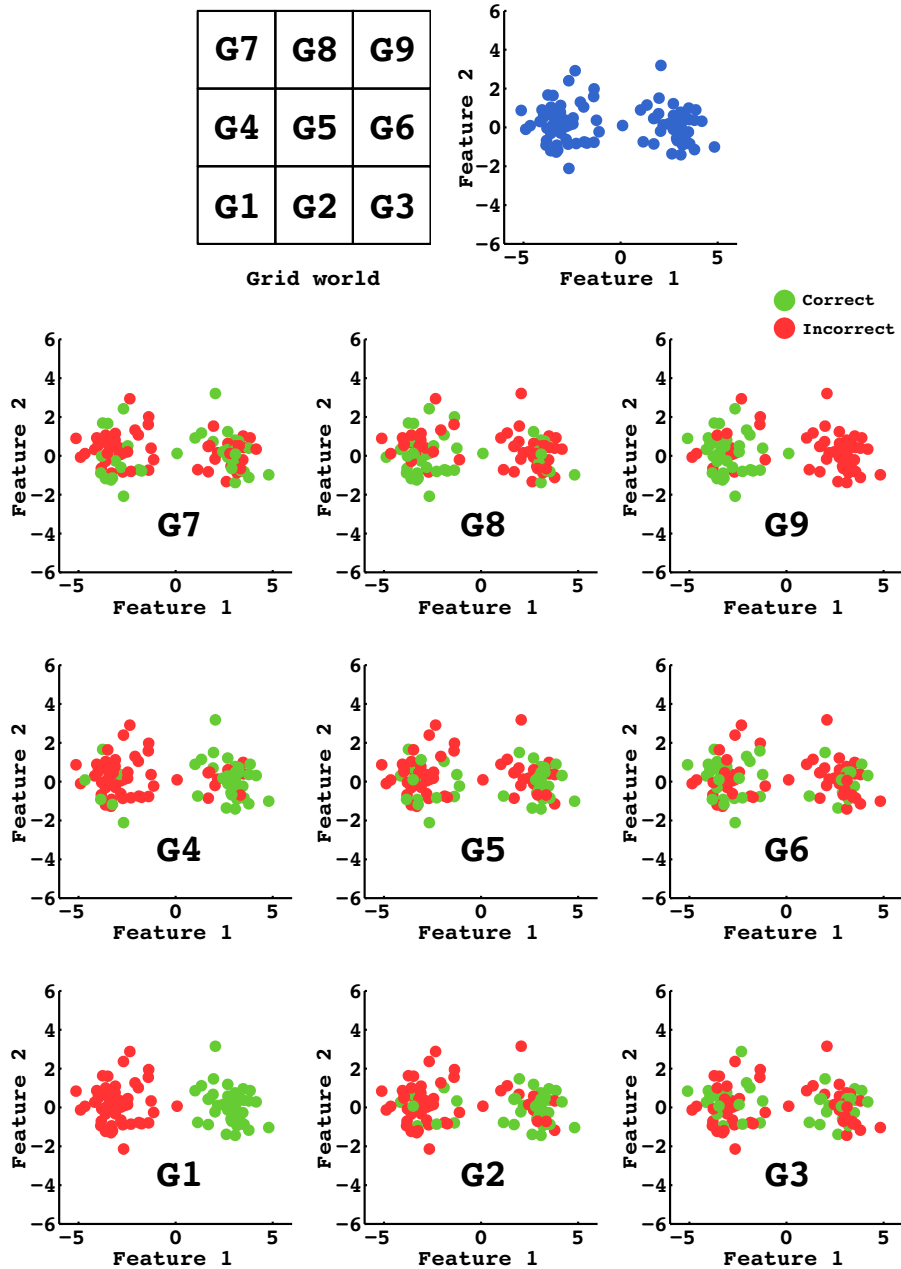 G7 G8 G9
G4 G5 G6
G1 G2 G3
Grid world
Feature 2
6
4
2
0
−2
−4
−6
−5 0 5
Feature 1
Correct
Incorrect
Feature 2
6
4
2
0
−2
−4
−6
G7
−5 0 5
Feature 1
Feature 2
6
4
2
0
−2
−4
−6
G8
−5 0 5
Feature 1
Feature 2
6
4
2
0
−2
−4
−6
G9
−5 0 5
Feature 1
Feature 2
6
4
2
0
−2
−4
−6
G4
−5 0 5
Feature 1
Feature 2
6
4
2
0
−2
−4
−6
G5
−5 0 5
Feature 1
Feature 2
6
4
2
0
−2
−4
−6
G6
−5 0 5
Feature 1
Feature 2
6
4
2
0
−2
−4
−6
G1
−5 0 5
Feature 1
Feature 2
6
4
2
0
−2
−4
−6
G2
−5 0 5
Feature 1
Feature 2
6
4
2
0
−2
−4
−6
G3
−5 0 5
Feature 1